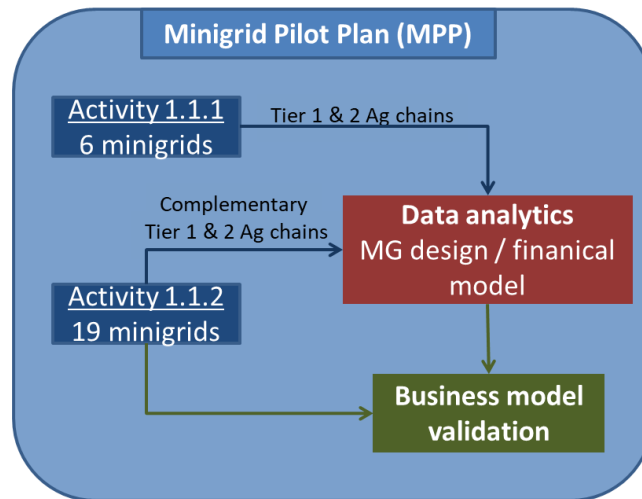 Minigrid Pilot Plan (MPP)
Activity 1.1.1
6 minigrids
Tier 1 & 2 Ag chains
Complementary
Tier 1 & 2 Ag chains
Data analytics
MG design / finanical
model
Activity 1.1.2
19 minigrids
Business model
validation